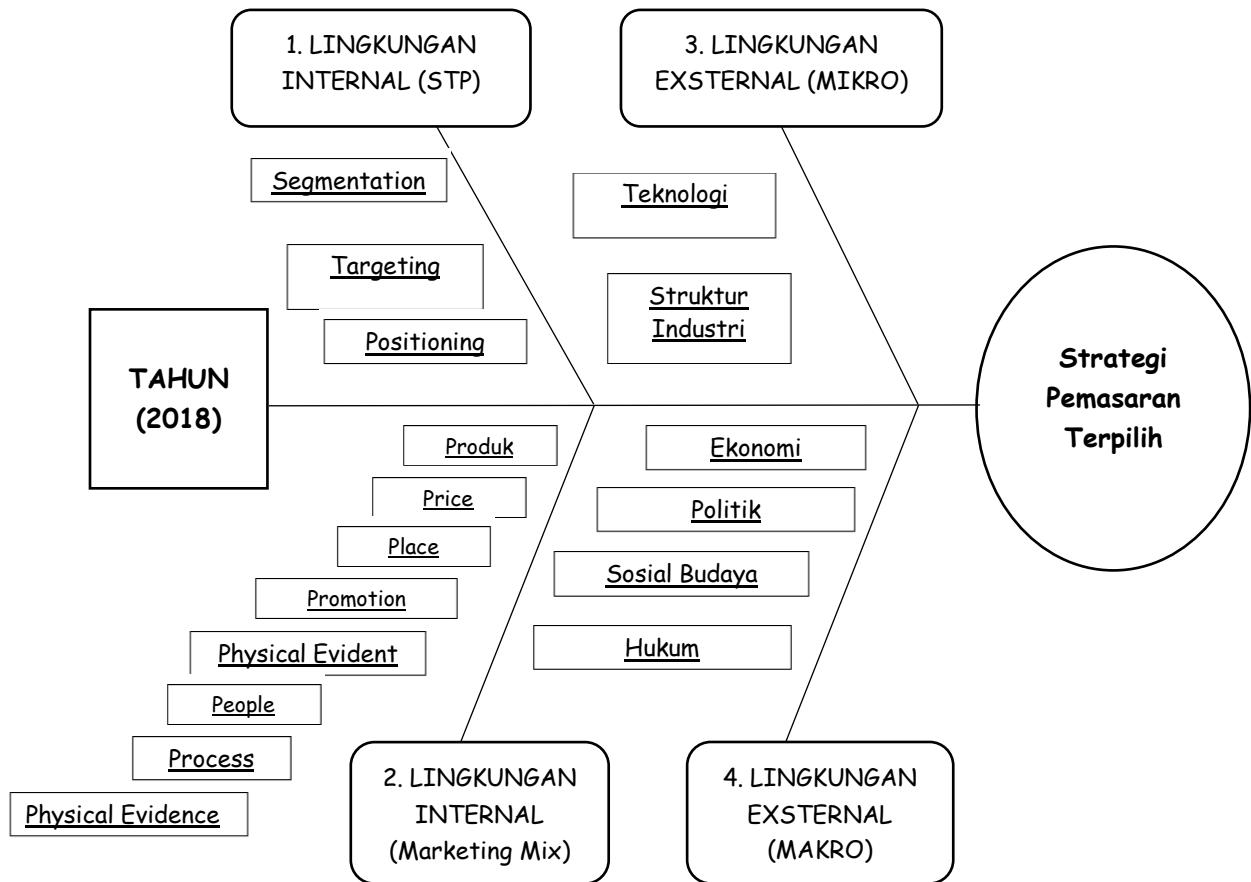 1. LINGKUNGAN
INTERNAL (STP)
3. LINGKUNGAN
EXSTERNAL (MIKRO)
Segmentation
Targeting
Positioning
Teknologi
Struktur
Industri
TAHUN
(2018)
Strategi
Pemasaran
Terpilih
Produk
Price
Place
Promotion
Physical Evident
People
Process
Physical Evidence
Ekonomi
Politik
Sosial Budaya
Hukum
2. LINGKUNGAN
INTERNAL
(Marketing Mix)
4. LINGKUNGAN
EXSTERNAL
(MAKRO)